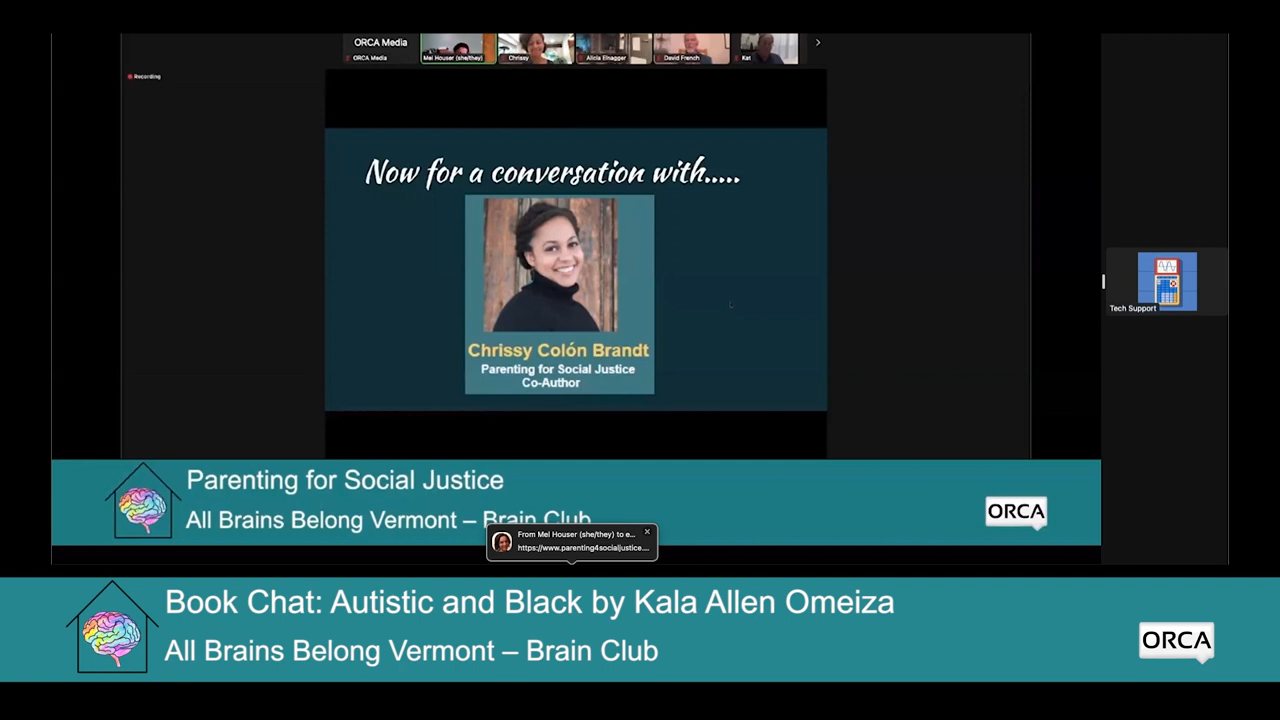 ORCA Media
ORCA Media
Mel Houser (she/they)
Chrissy
Alicia Elnagger
David French
Kat
Recording
Now for a conversation with.....
Chrissy Colón Brandt
Parenting for Social Justice
Co-Author
Tech Support
Parenting for Social Justice
All Brains Belong Vermont – Brain Club
ORCA
From Mel Houser (she/they) to e...
https://www.parenting4socialjustice....
Book Chat: Autistic and Black by Kala Allen Omeiza
All Brains Belong Vermont – Brain Club
ORCA